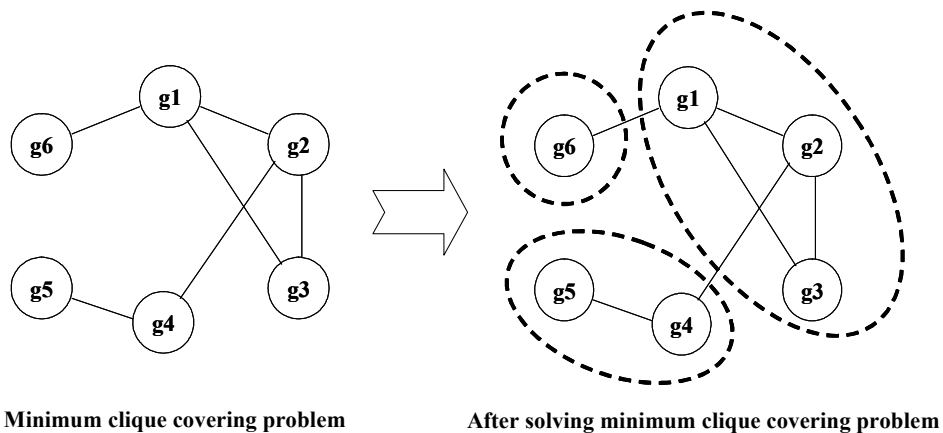 g1
g6
g2
g5
g3
g4
g1
g6
g2
g5
g3
g4
Minimum clique covering problem
After solving minimum clique covering problem